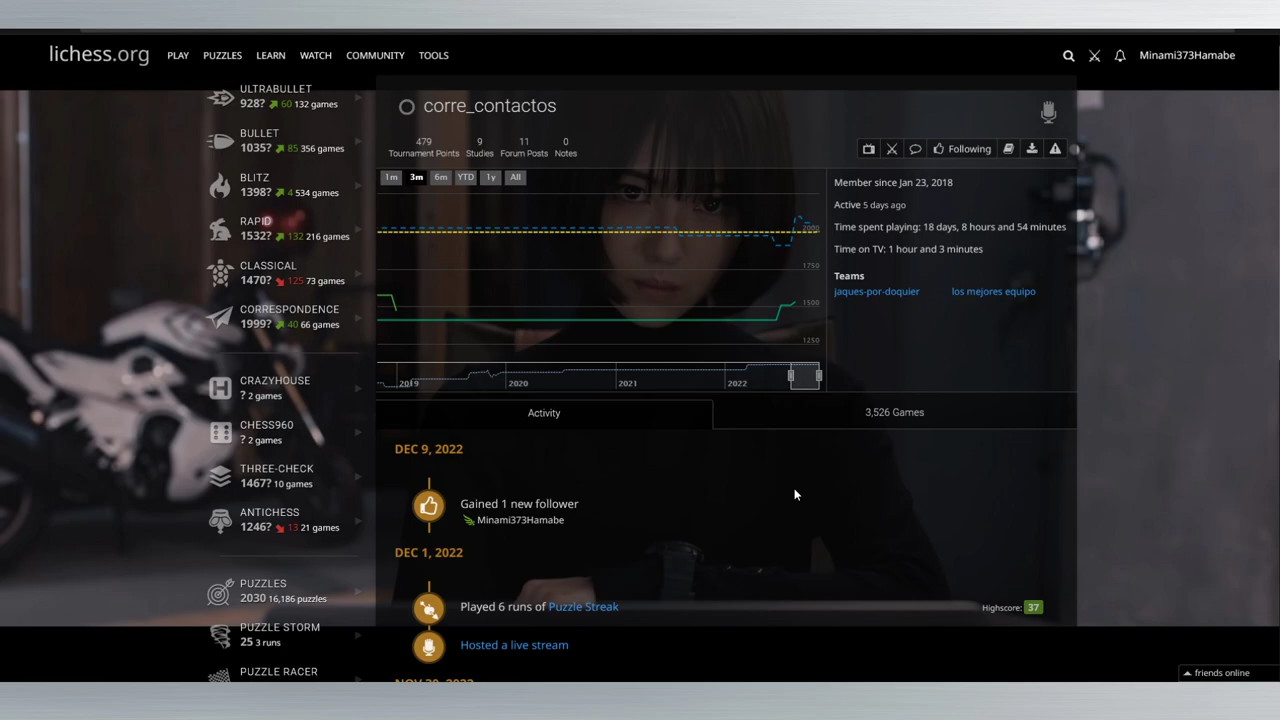 lichess.org PLAY PUZZLES LEARN WATCH COMMUNITY TOOLS Minami373Hamabe
ULTRABULLET
928? 60 132 games
BULLET
1035? 85 356 games
BLITZ
1398? 4 534 games
RAPID
1532? 132 216 games
CLASSICAL
1470? 125 73 games
CORRESPONDENCE
1999? 40 66 games
CRAZYHOUSE
? 2 games
CHESS960
? 2 games
THREE-CHECK
1467? 10 games
ANTICHESS
1246? 13 21 games
PUZZLES
2030 16,186 puzzles
PUZZLE STORM
25 3 runs
PUZZLE RACER
corre_contactos
479 9 11 0
Tournament Points Studies Forum Posts Notes
Following
1m 3m 6m YTD 1y All
2000
1750
1500
1250
2019 2020 2021 2022
Member since Jan 23, 2018
Active 5 days ago
Time spent playing: 18 days, 8 hours and 54 minutes
Time on TV: 1 hour and 3 minutes
Teams
jaques-por-doquier los mejores equipo
Activity 3,526 Games
DEC 9, 2022
Gained 1 new follower
Minami373Hamabe
DEC 1, 2022
Played 6 runs of Puzzle Streak Highscore: 37
Hosted a live stream
NOV 30, 2022
friends online